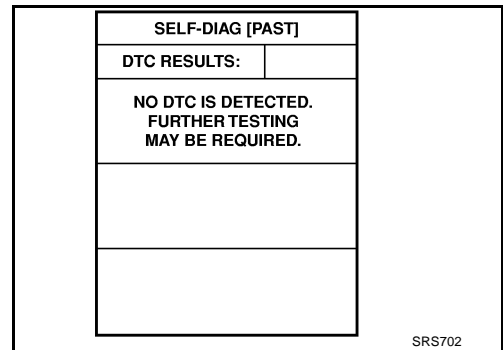 SELF-DIAG [PAST]
DTC RESULTS:
NO DTC IS DETECTED.
FURTHER TESTING
MAY BE REQUIRED.
SRS702